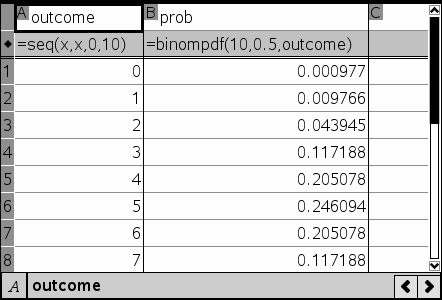 A outcome B prob C
◆ =seq(x,x,0,10) =binompdf(10,0.5,outcome)
1 0 0.000977
2 1 0.009766
3 2 0.043945
4 3 0.117188
5 4 0.205078
6 5 0.246094
7 6 0.205078
8 7 0.117188
A outcome